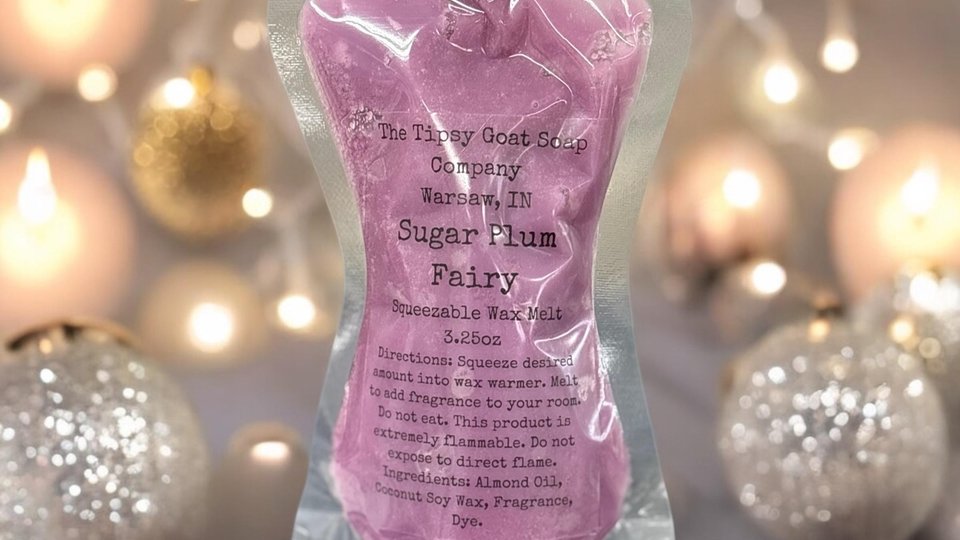 The Tipsy Goat Soap
Company
Warsaw, IN
Sugar Plum
Fairy
Squeezable Wax Melt
3.25oz
Directions: Squeeze desired
amount into wax warmer. Melt
to add fragrance to your room.
Do not eat. This product is
extremely flammable. Do not
expose to direct flame.
Ingredients: Almond Oil,
Coconut Soy Wax, Fragrance,
Dye.